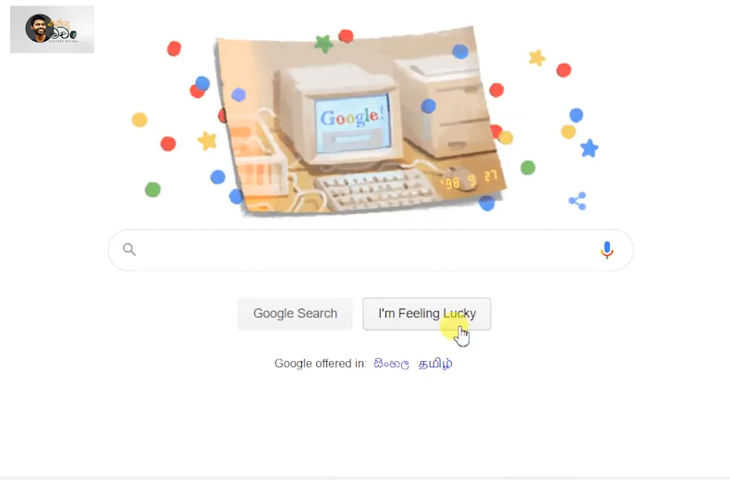 Google!
'98 9 27
Google Search
I'm Feeling Lucky
Google offered in: සිංහල தமிழ்